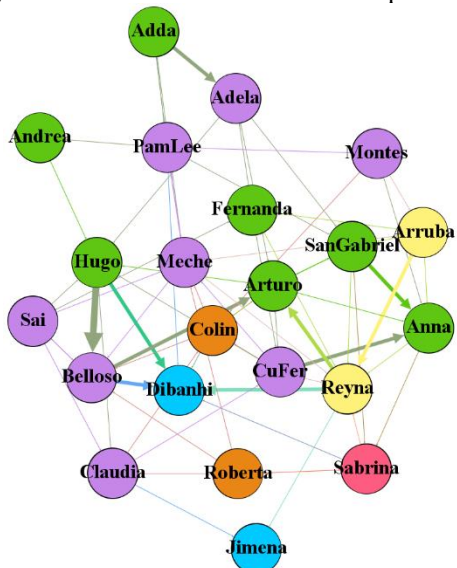 Adda
Adela
Andrea
PamLee
Montes
Fernanda
SanGabriel
Arruba
Hugo
Meche
Arturo
Sai
Colin
Anna
Belloso
Dibanhi
CuFer
Reyna
Claudia
Roberta
Sabrina
Jimena